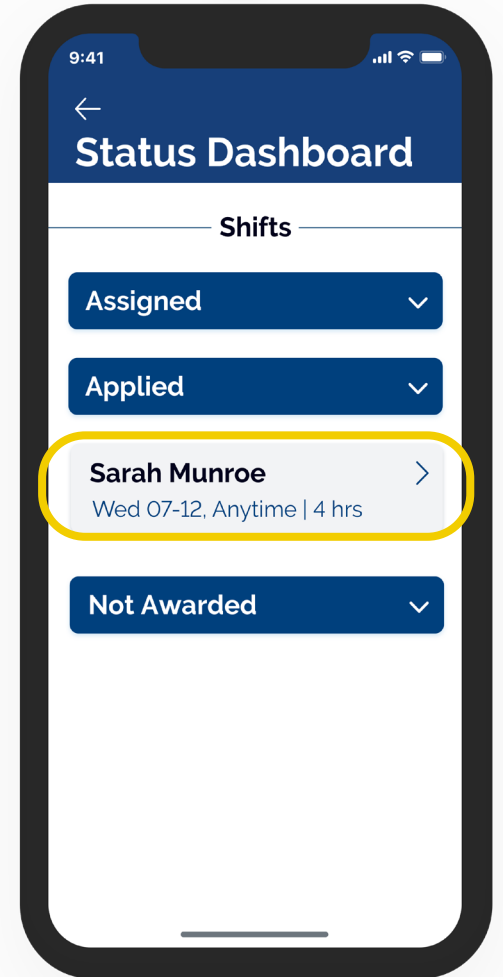 9:41
Status Dashboard
Shifts
Assigned
Applied
Sarah Munroe
Wed 07-12, Anytime | 4 hrs
Not Awarded